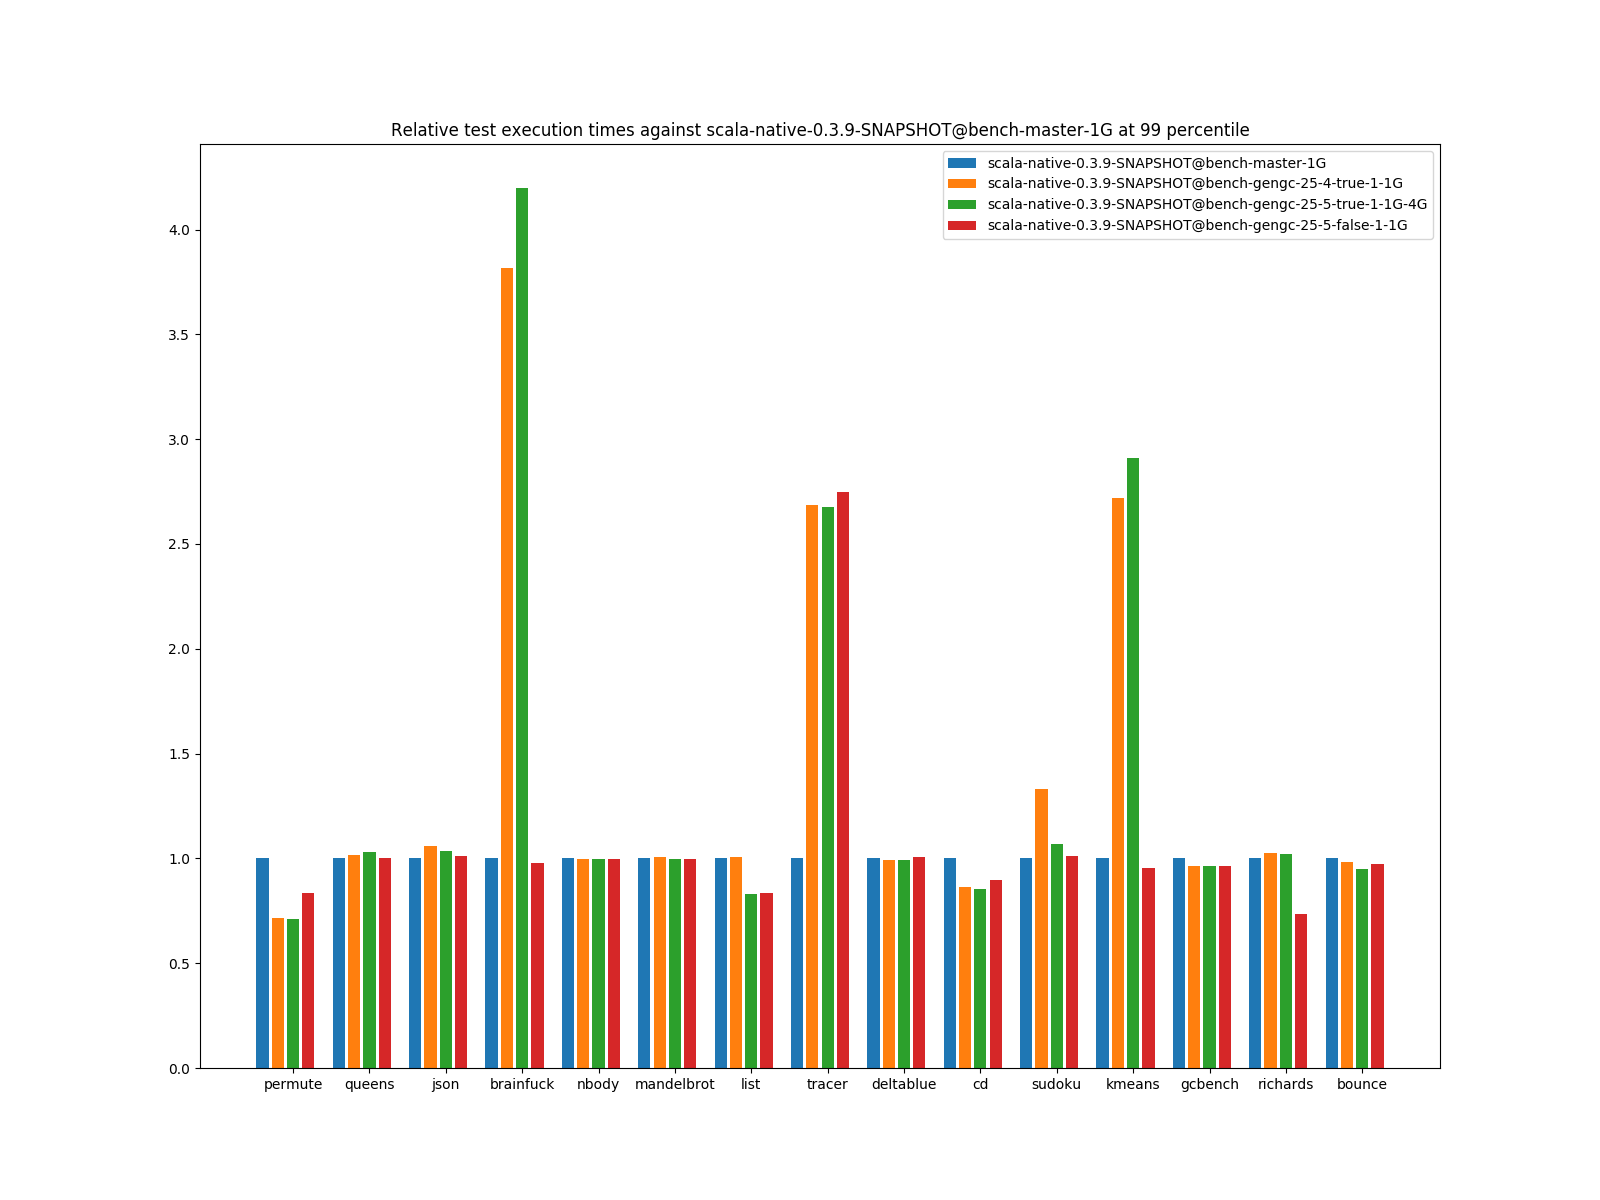 Relative test execution times against scala-native-0.3.9-SNAPSHOT@bench-master-1G at 99 percentile
scala-native-0.3.9-SNAPSHOT@bench-master-1G
scala-native-0.3.9-SNAPSHOT@bench-gengc-25-4-true-1-1G
scala-native-0.3.9-SNAPSHOT@bench-gengc-25-5-true-1-1G-4G
scala-native-0.3.9-SNAPSHOT@bench-gengc-25-5-false-1-1G
4.0
3.5
3.0
2.5
2.0
1.5
1.0
0.5
0.0
permute queens json brainfuck nbody mandelbrot list tracer deltablue cd sudoku kmeans gcbench richards bounce